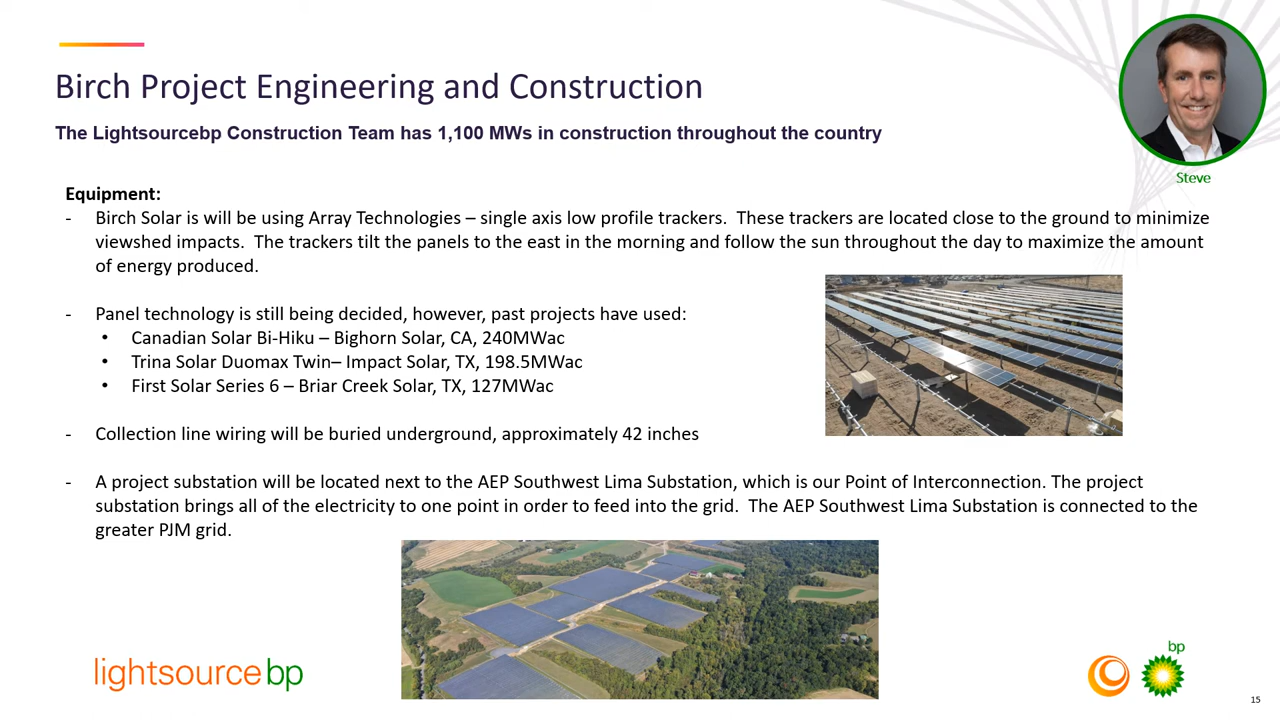 Birch Project Engineering and Construction
The Lightsourcebp Construction Team has 1,100 MWs in construction throughout the country
Steve
Equipment:
- Birch Solar is will be using Array Technologies – single axis low profile trackers.  These trackers are located close to the ground to minimize
viewshed impacts.  The trackers tilt the panels to the east in the morning and follow the sun throughout the day to maximize the amount
of energy produced.
- Panel technology is still being decided, however, past projects have used:
• Canadian Solar Bi-Hiku – Bighorn Solar, CA, 240MWac
• Trina Solar Duomax Twin– Impact Solar, TX, 198.5MWac
• First Solar Series 6 – Briar Creek Solar, TX, 127MWac
- Collection line wiring will be buried underground, approximately 42 inches
- A project substation will be located next to the AEP Southwest Lima Substation, which is our Point of Interconnection. The project
substation brings all of the electricity to one point in order to feed into the grid.  The AEP Southwest Lima Substation is connected to the
greater PJM grid.
lightsource bp
bp
15